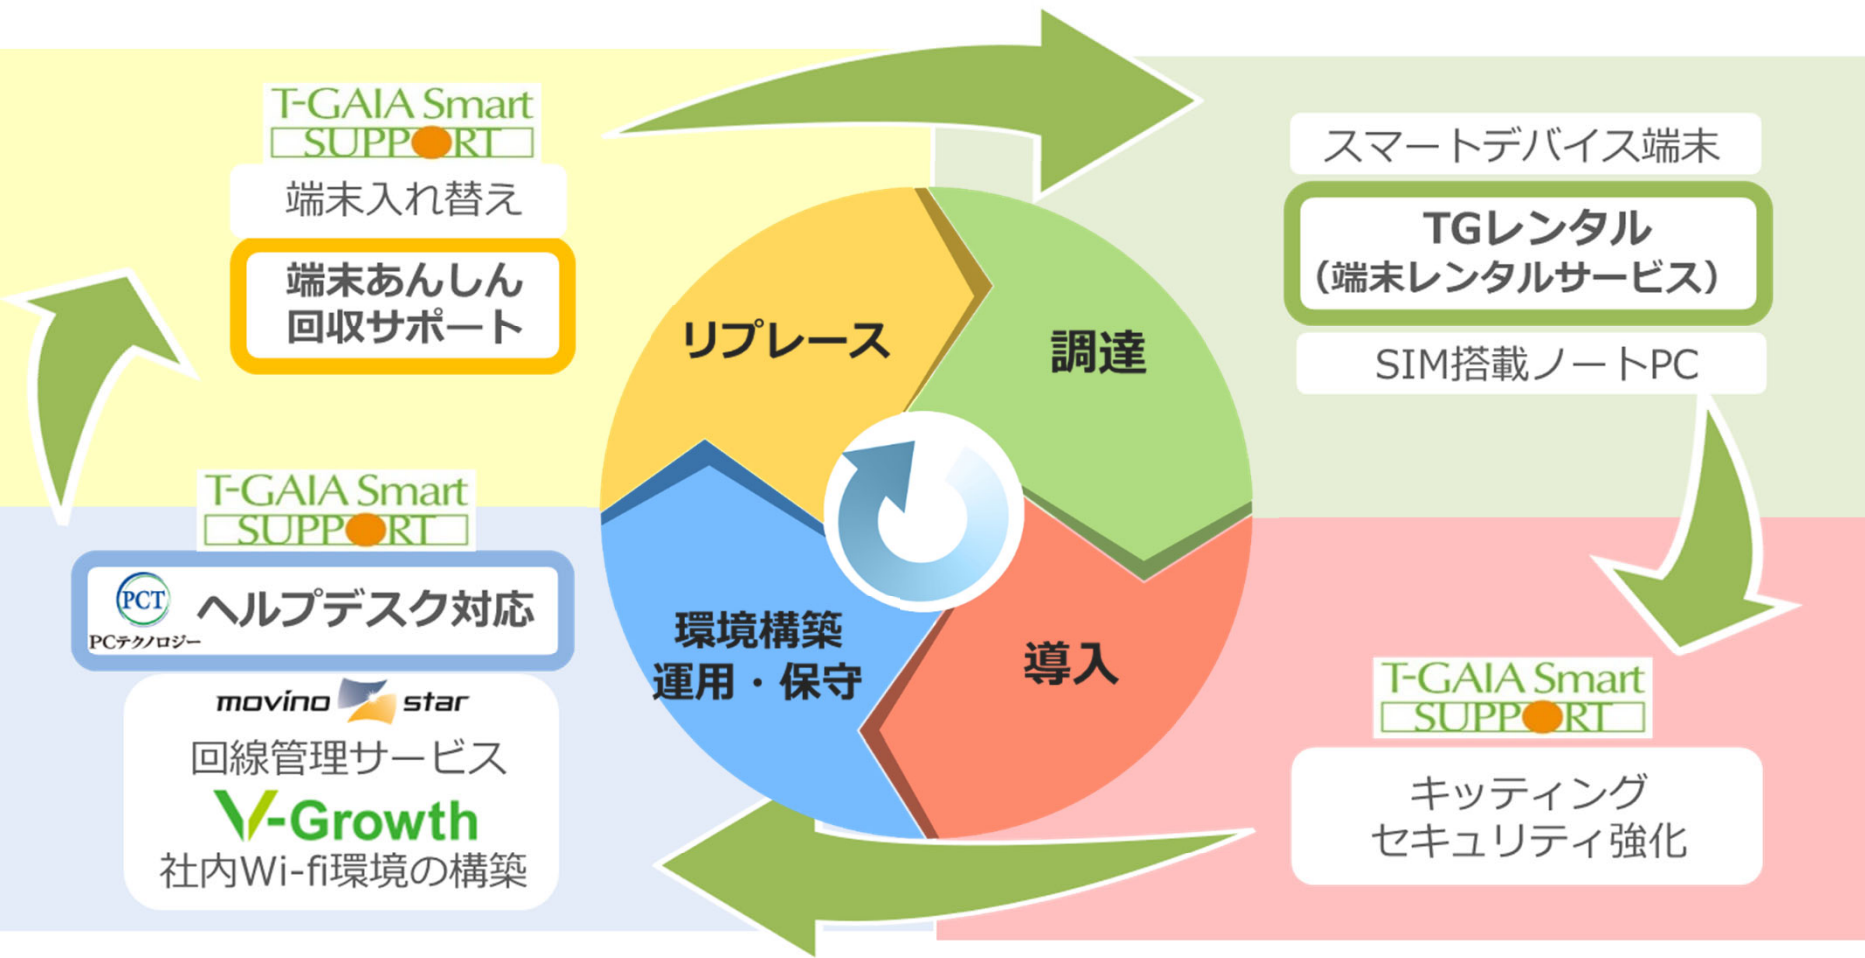 T-GAIA Smart
SUPPORT
端末入れ替え
端末あんしん
回収サポート
スマートデバイス端末
TGレンタル
（端末レンタルサービス）
SIM搭載ノートPC
リプレース
調達
環境構築
運用・保守
導入
T-GAIA Smart
SUPPORT
PCT
PCテクノロジー
ヘルプデスク対応
movino star
回線管理サービス
V-Growth
社内Wi-fi環境の構築
T-GAIA Smart
SUPPORT
キッティング
セキュリティ強化